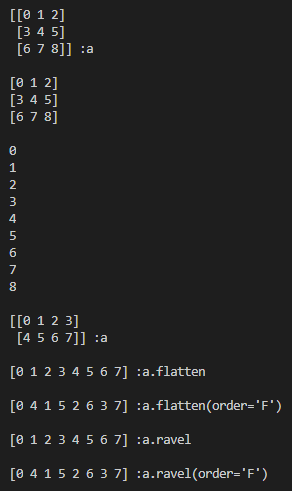 [[0 1 2]
 [3 4 5]
 [6 7 8]] :a
[0 1 2]
[3 4 5]
[6 7 8]
0
1
2
3
4
5
6
7
8
[[0 1 2 3]
 [4 5 6 7]] :a
[0 1 2 3 4 5 6 7] :a.flatten
[0 4 1 5 2 6 3 7] :a.flatten(order='F')
[0 1 2 3 4 5 6 7] :a.ravel
[0 4 1 5 2 6 3 7] :a.ravel(order='F')